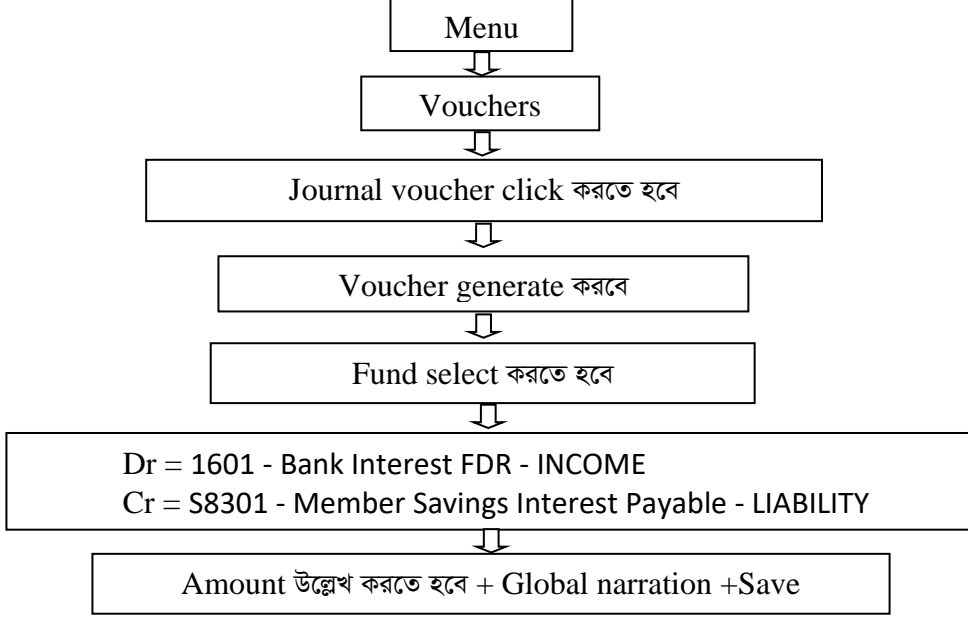 Menu
Vouchers
Journal voucher click করতে হবে
Voucher generate করবে
Fund select করতে হবে
Dr = 1601 - Bank Interest FDR - INCOME
Cr = S8301 - Member Savings Interest Payable - LIABILITY
Amount উল্লেখ করতে হবে + Global narration +Save